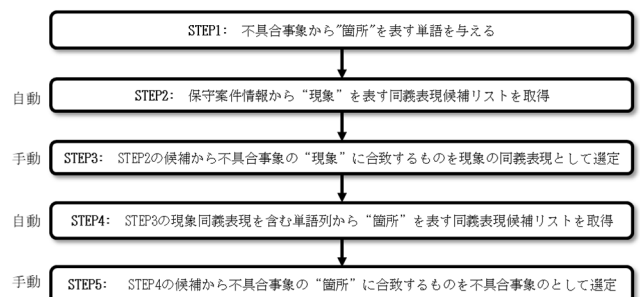 STEP1: 不具合事象から"箇所"を表す単語を与える
自動 STEP2: 保守案件情報から“現象”を表す同義表現候補リストを取得
手動 STEP3: STEP2の候補から不具合事象の“現象”に合致するものを現象の同義表現として選定
自動 STEP4: STEP3の現象同義表現を含む単語列から“箇所”を表す同義表現候補リストを取得
手動 STEP5: STEP4の候補から不具合事象の“箇所”に合致するものを不具合事象のとして選定